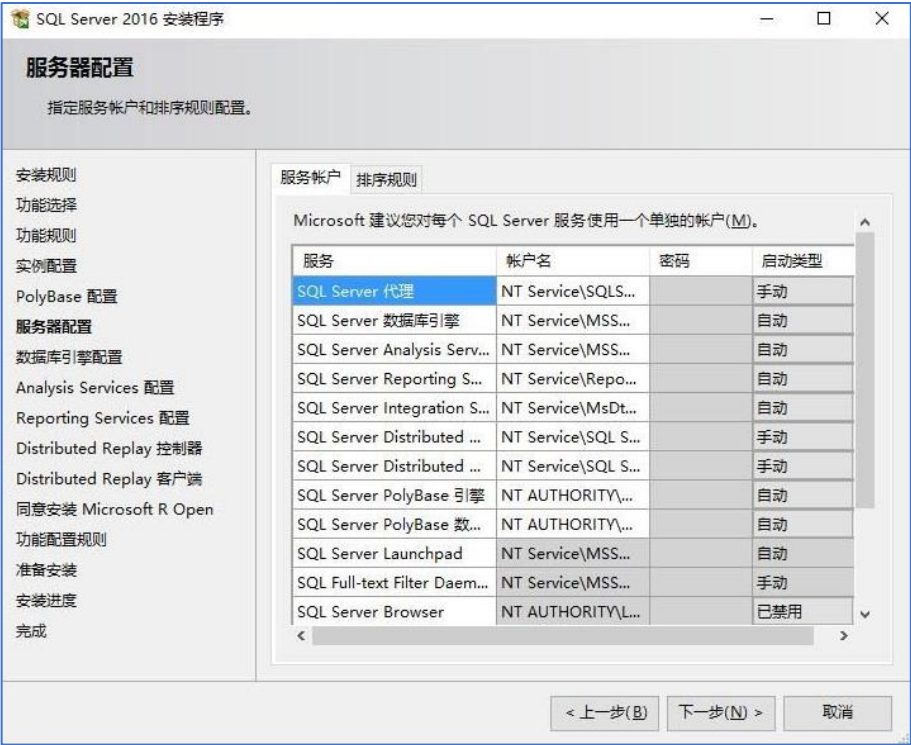 SQL Server 2016 安装程序
服务器配置
指定服务帐户和排序规则配置。
安装规则
功能选择
功能规则
实例配置
PolyBase 配置
服务器配置
数据库引擎配置
Analysis Services 配置
Reporting Services 配置
Distributed Replay 控制器
Distributed Replay 客户端
同意安装 Microsoft R Open
功能配置规则
准备安装
安装进度
完成
服务帐户 排序规则
Microsoft 建议您对每个 SQL Server 服务使用一个单独的帐户(M)。
服务 帐户名 密码 启动类型
SQL Server 代理 NT Service\SQLS... 手动
SQL Server 数据库引擎 NT Service\MSS... 自动
SQL Server Analysis Serv... NT Service\MSS... 自动
SQL Server Reporting S... NT Service\Repo... 自动
SQL Server Integration S... NT Service\MsDt... 自动
SQL Server Distributed ... NT Service\SQL S... 手动
SQL Server Distributed ... NT Service\SQL S... 手动
SQL Server PolyBase 引擎 NT AUTHORITY\... 自动
SQL Server PolyBase 数... NT AUTHORITY\... 自动
SQL Server Launchpad NT Service\MSS... 自动
SQL Full-text Filter Daem... NT Service\MSS... 手动
SQL Server Browser NT AUTHORITY\L... 已禁用
< 上一步(B) 下一步(N) > 取消